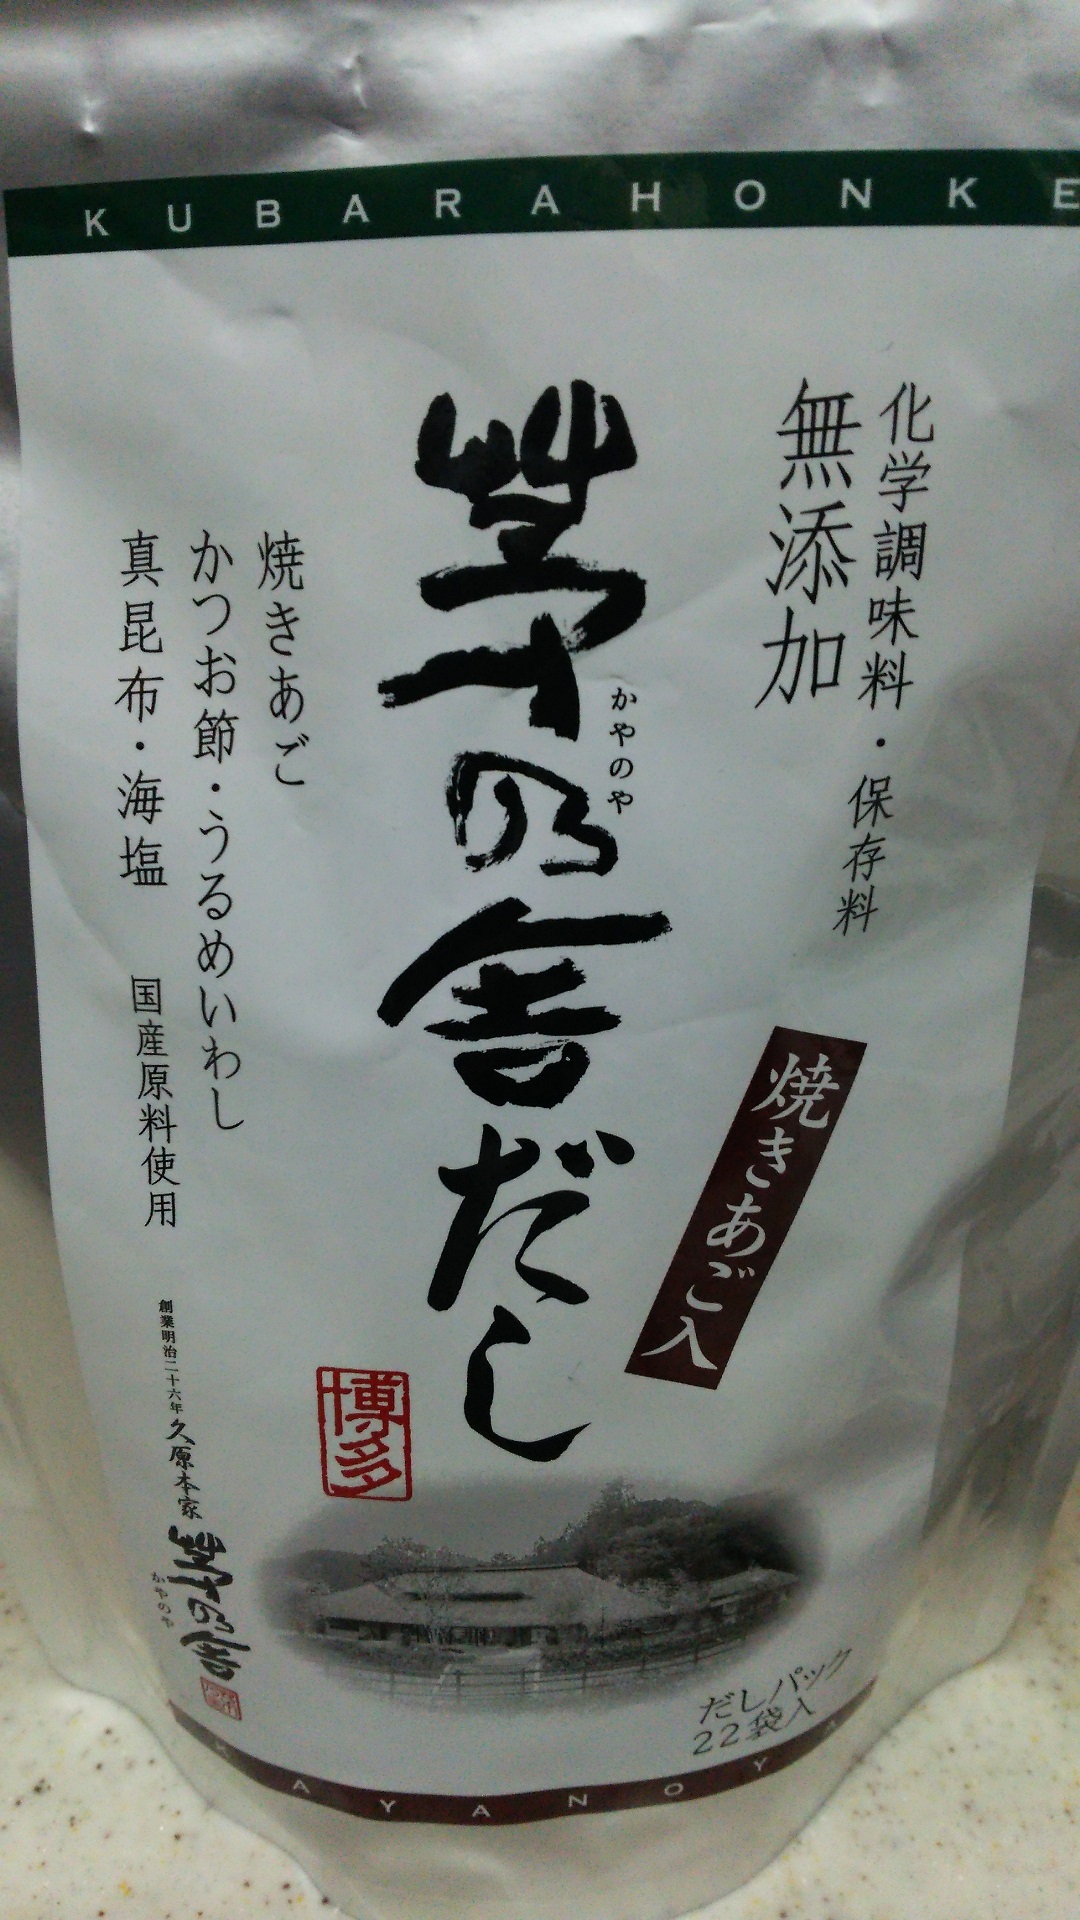 KUBARAHONKE
化学調味料・保存料
無添加
茅乃舎だし
かやのや
焼きあご入
焼きあご
かつお節・うるめいわし
真昆布・海塩 国産原料使用
博多
創業明治二十六年 久原本家
茅乃舎
かやのや
だしパック
22袋入
KAYANOYA